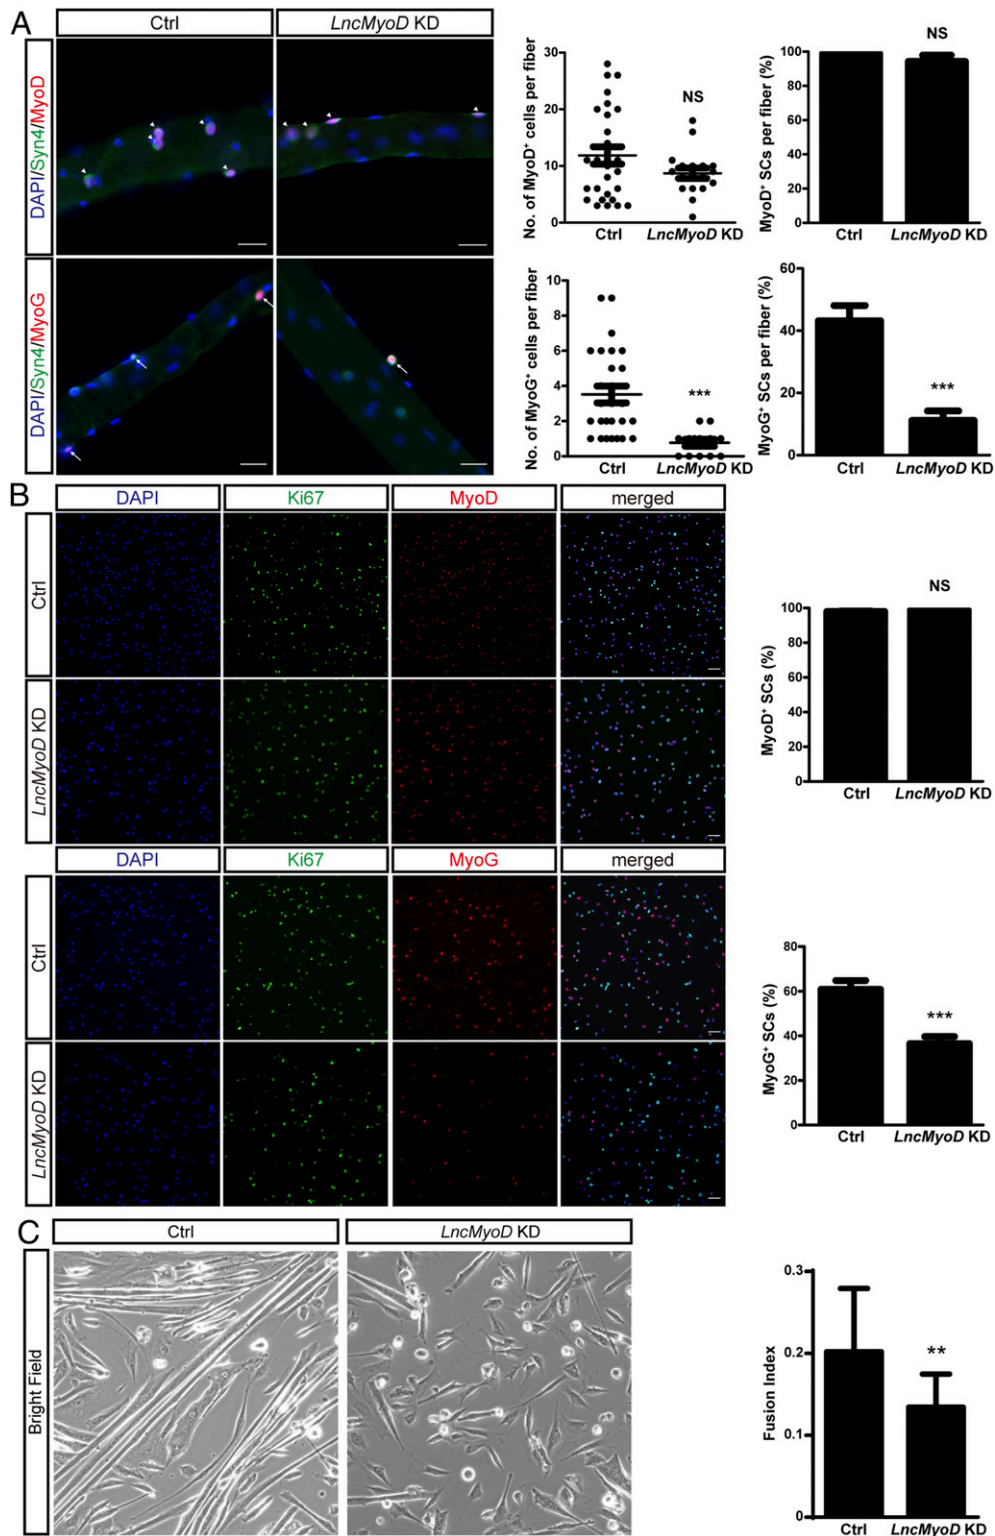 A
Ctrl
LncMyoD KD
DAPI/Syn4/MyoD
DAPI/Syn4/MyoG
No. of MyoD⁺ cells per fiber
30
20
10
0
NS
Ctrl
LncMyoD KD
MyoD⁺ SCs per fiber (%)
100
80
60
40
20
0
NS
Ctrl
LncMyoD KD
No. of MyoG⁺ cells per fiber
10
8
6
4
2
0
***
Ctrl
LncMyoD KD
MyoG⁺ SCs per fiber (%)
60
40
20
0
***
Ctrl
LncMyoD KD
B
DAPI
Ki67
MyoD
merged
Ctrl
LncMyoD KD
MyoD⁺ SCs (%)
100
80
60
40
20
0
NS
Ctrl
LncMyoD KD
DAPI
Ki67
MyoG
merged
Ctrl
LncMyoD KD
MyoG⁺ SCs (%)
80
60
40
20
0
***
Ctrl
LncMyoD KD
C
Ctrl
LncMyoD KD
Bright Field
Fusion Index
0.3
0.2
0.1
0
**
Ctrl
LncMyoD KD